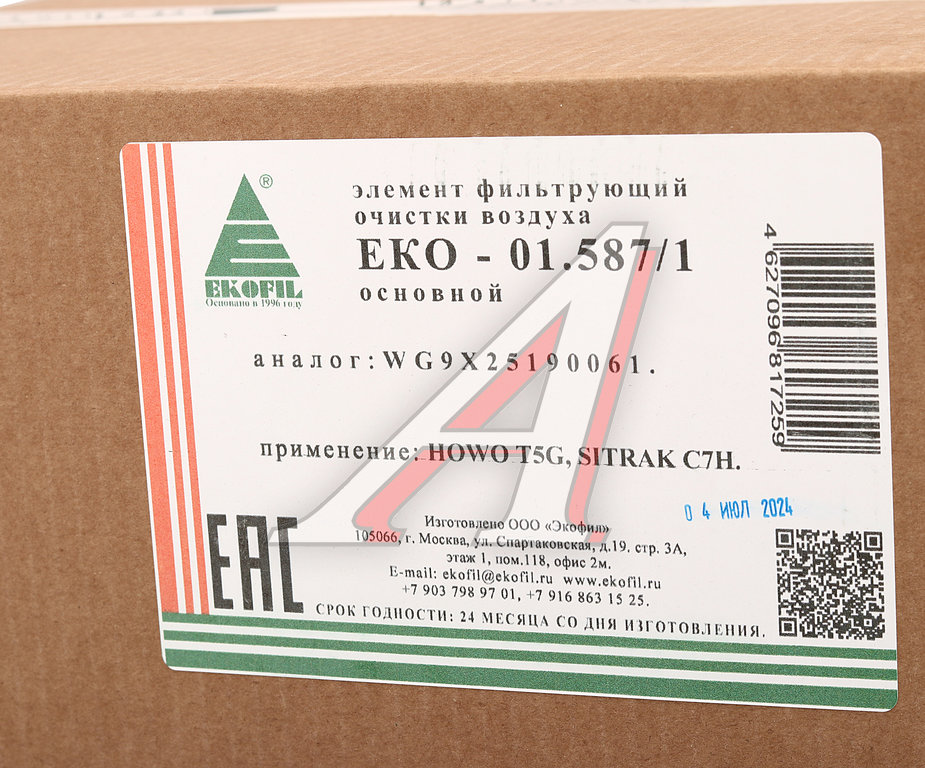 ®
EKOFIL
Основано в 1996 году
элемент фильтрующий
очистки воздуха
ЕКО - 01.587/1
основной
аналог: WG9X25190061.
применение: HOWO T5G, SITRAK C7H.
4 627096 817259
04 ИЮЛ 2024
ЕАС
Изготовлено ООО «Экофил»
105066, г. Москва, ул. Спартаковская, д.19. стр. 3А,
этаж 1, пом.118, офис 2м.
E-mail: ekofil@ekofil.ru www.ekofil.ru
+7 903 798 97 01, +7 916 863 15 25.
СРОК ГОДНОСТИ: 24 МЕСЯЦА СО ДНЯ ИЗГОТОВЛЕНИЯ.